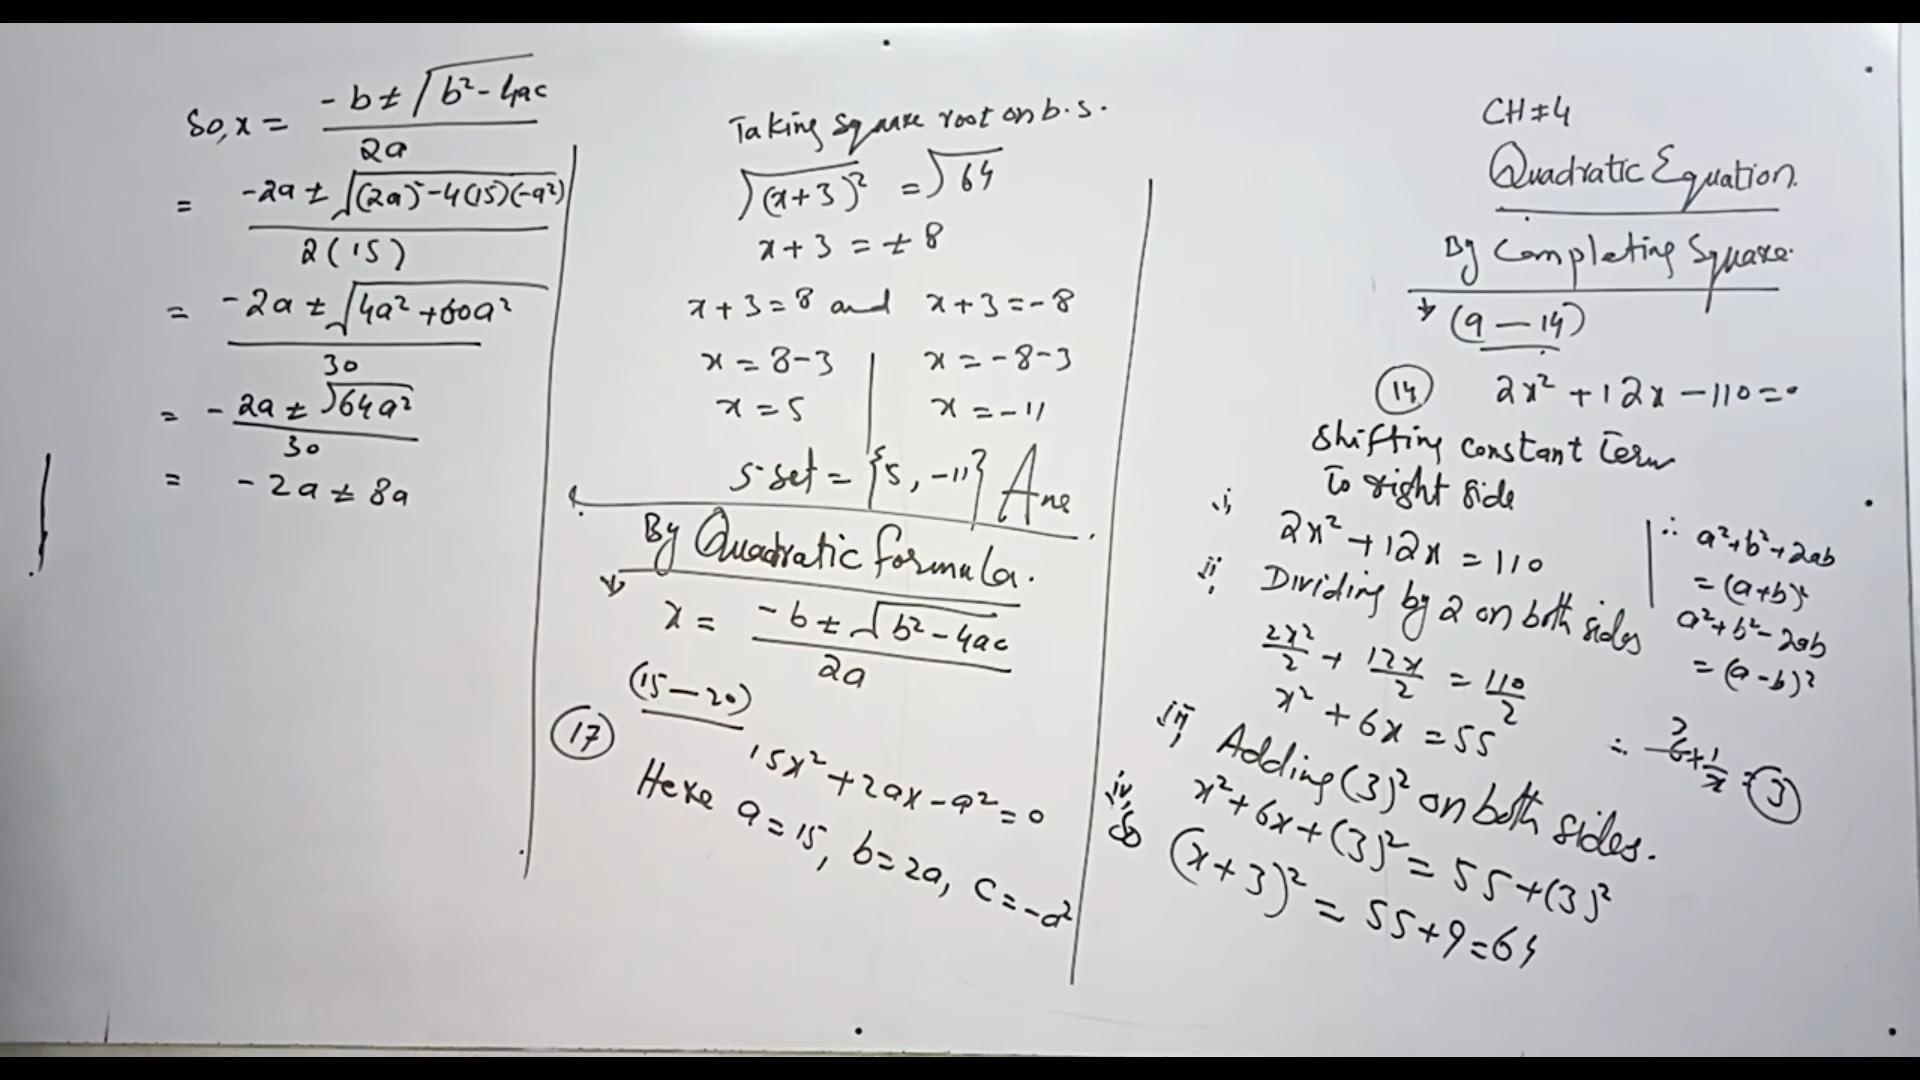 CH#4
Quadratic Equation.
By Completing Square.
(9 — 14)
(14) 2x² + 12x - 110 = 0
Shifting constant Term
To right side
i, 2x² + 12x = 110
ii, Dividing by 2 on both sides
2x²/2 + 12x/2 = 110/2
x² + 6x = 55
iii, Adding (3)² on both sides.
iv, x² + 6x + (3)² = 55 + (3)²
So (x+3)² = 55+9 = 64
∴ a²+b²+2ab
= (a+b)²
a²+b²-2ab
= (a-b)²
∴ 3 6 × 1/2 = 3
Taking square root on b.s.
√(x+3)² = √64
x+3 = ±8
x+3=8 and x+3=-8
x = 8-3 x = -8-3
x = 5 x = -11
S-set = {5, -11} Ans
By Quadratic formula.
x = -b ± √b²-4ac / 2a
(15 — 20)
(17) 15x² + 2ax - a² = 0
Here a = 15, b = 2a, c = -a²
So, x = -b ± √b²-4ac / 2a
= -2a ± √(2a)²-4(15)(-a²) / 2(15)
= -2a ± √4a²+60a² / 30
= -2a ± √64a² / 30
= -2a ± 8a